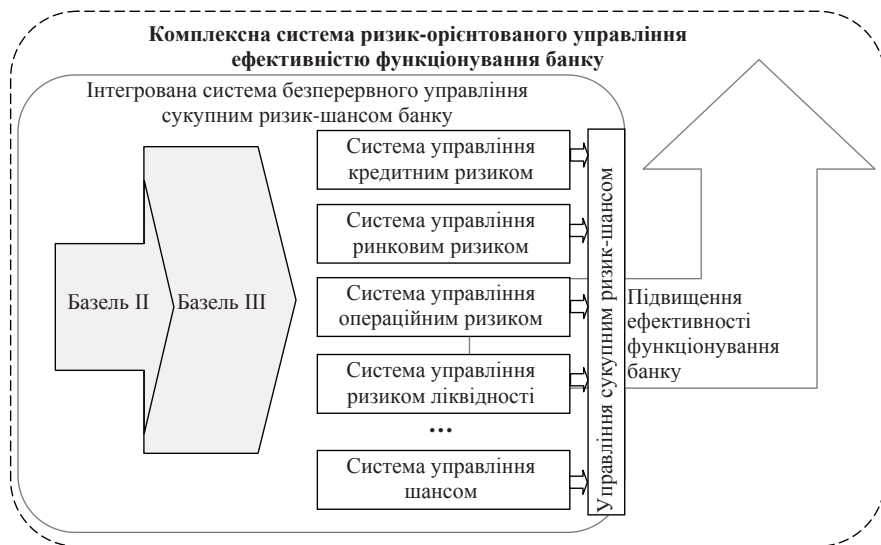 Комплексна система ризик-орієнтованого управління
ефективністю функціонування банку
Інтегрована система безперервного управління
сукупним ризик-шансом банку
Базель II
Базель III
Система управління
кредитним ризиком
Система управління
ринковим ризиком
Система управління
операційним ризиком
Система управління
ризиком ліквідності
...
Система управління
шансом
Управління сукупним ризик-шансом
Підвищення
ефективності
функціонування
банку